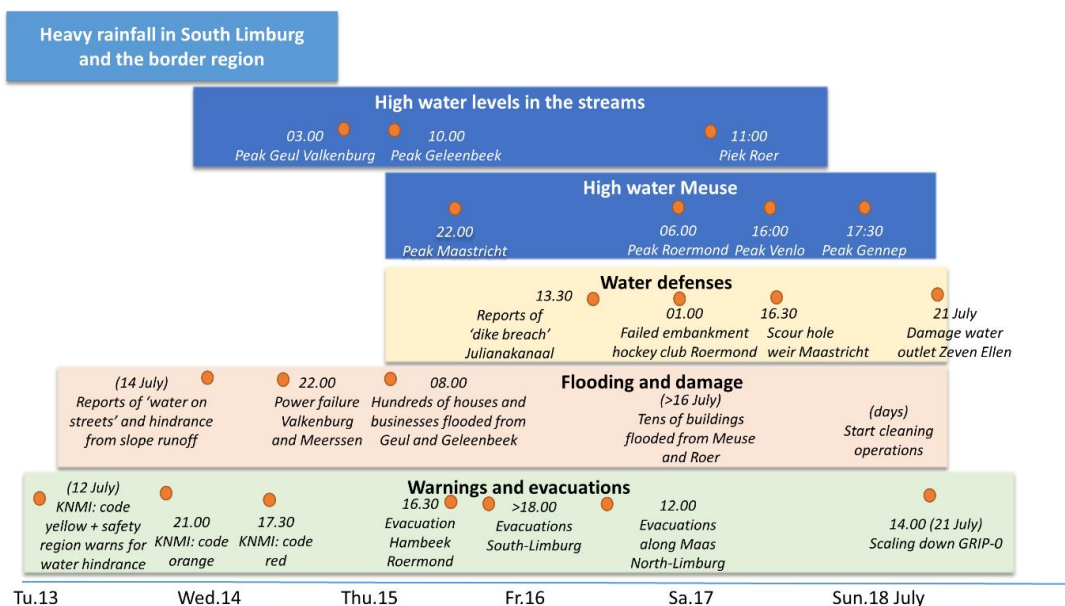 Heavy rainfall in South Limburg
and the border region
High water levels in the streams
03.00
Peak Geul Valkenburg
10.00
Peak Geleenbeek
11:00
Piek Roer
High water Meuse
22.00
Peak Maastricht
06.00
Peak Roermond
16:00
Peak Venlo
17:30
Peak Gennep
Water defenses
13.30
Reports of
‘dike breach’
Julianakanaal
01.00
Failed embankment
hockey club Roermond
16.30
Scour hole
weir Maastricht
21 July
Damage water
outlet Zeven Ellen
Flooding and damage
(14 July)
Reports of ‘water on
streets’ and hindrance
from slope runoff
22.00
Power failure
Valkenburg
and Meerssen
08.00
Hundreds of houses and
businesses flooded from
Geul and Geleenbeek
(>16 July)
Tens of buildings
flooded from Meuse
and Roer
(days)
Start cleaning
operations
Warnings and evacuations
(12 July)
KNMI: code
yellow + safety
region warns for
water hindrance
21.00
KNMI: code
orange
17.30
KNMI: code
red
16.30
Evacuation
Hambeek
Roermond
>18.00
Evacuations
South-Limburg
12.00
Evacuations
along Maas
North-Limburg
14.00 (21 July)
Scaling down GRIP-0
Tu.13
Wed.14
Thu.15
Fr.16
Sa.17
Sun.18 July